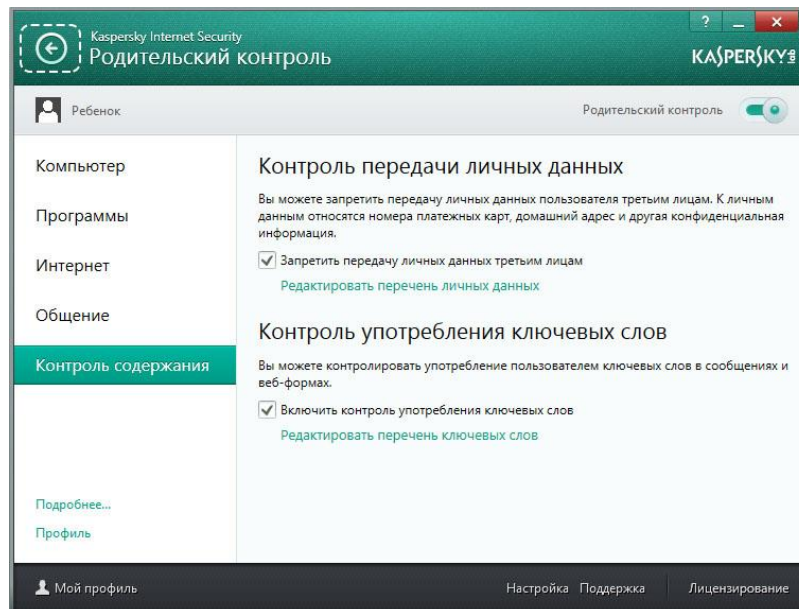 Kaspersky Internet Security
Родительский контроль
?
KASPERSKY lab
Ребенок
Родительский контроль
Компьютер
Программы
Интернет
Общение
Контроль содержания
Подробнее...
Профиль
Контроль передачи личных данных
Вы можете запретить передачу личных данных пользователя третьим лицам. К личным
данным относятся номера платежных карт, домашний адрес и другая конфиденциальная
информация.
Запретить передачу личных данных третьим лицам
Редактировать перечень личных данных
Контроль употребления ключевых слов
Вы можете контролировать употребление пользователем ключевых слов в сообщениях и
веб-формах.
Включить контроль употребления ключевых слов
Редактировать перечень ключевых слов
Мой профиль
Настройка Поддержка Лицензирование